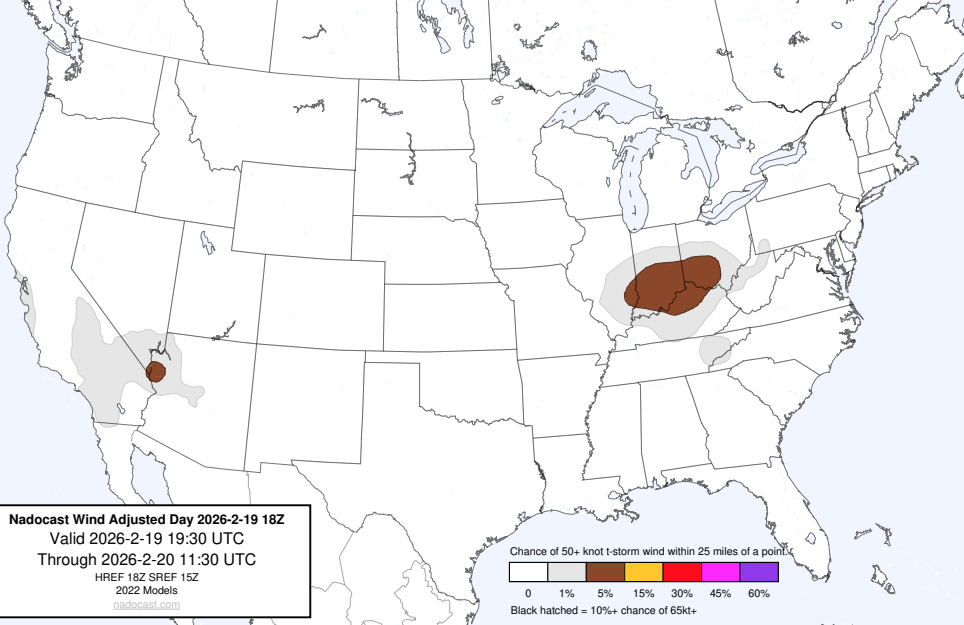 Nadocast Wind Adjusted Day 2026-2-19 18Z
Valid 2026-2-19 19:30 UTC
Through 2026-2-20 11:30 UTC
HREF 18Z SREF 15Z
2022 Models
nadocast.com
Chance of 50+ knot t-storm wind within 25 miles of a point.
0 1% 5% 15% 30% 45% 60%
Black hatched = 10%+ chance of 65kt+